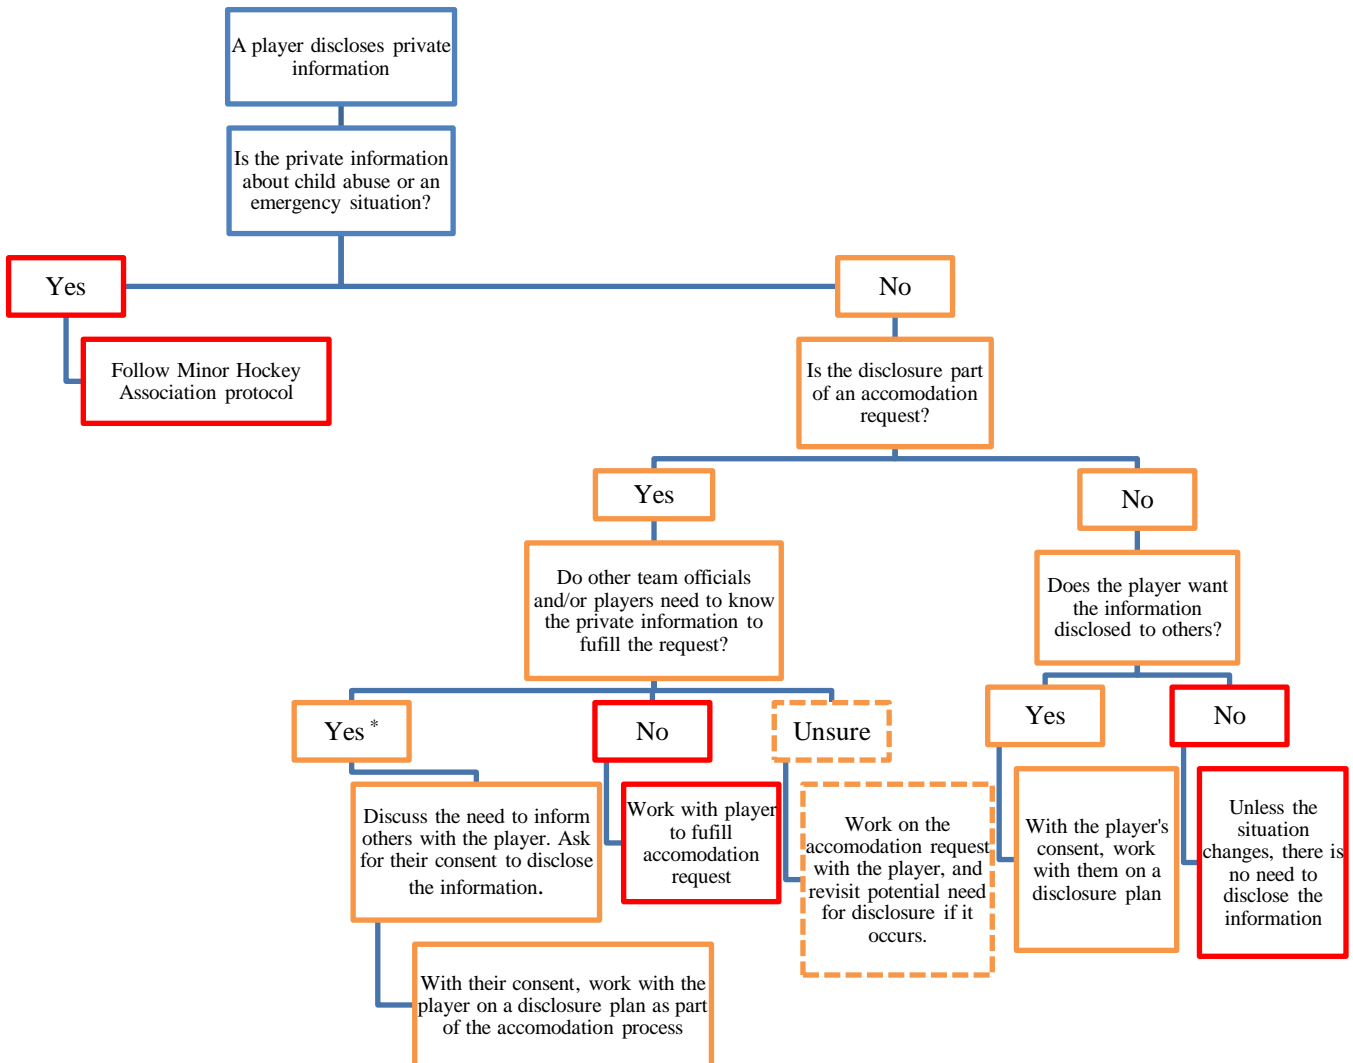 A player discloses private
information
Is the private information
about child abuse or an
emergency situation?
Yes
No
Follow Minor Hockey
Association protocol
Is the disclosure part
of an accomodation
request?
Yes
No
Do other team officials
and/or players need to know
the private information to
fufill the request?
Does the player want
the information
disclosed to others?
Yes *
No
Unsure
Yes
No
Discuss the need to inform
others with the player. Ask
for their consent to disclose
the information.
Work with player
to fufill
accomodation
request
Work on the
accomodation request
with the player, and
revisit potential need
for disclosure if it
occurs.
With the player's
consent, work
with them on a
disclosure plan
Unless the
situation
changes, there is
no need to
disclose the
information
With their consent, work with the
player on a disclosure plan as part
of the accomodation process